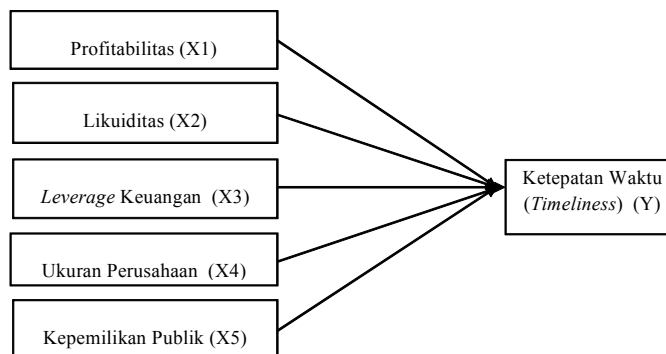 Profitabilitas (X1)
Likuiditas (X2)
Leverage Keuangan (X3)
Ukuran Perusahaan (X4)
Kepemilikan Publik (X5)
Ketepatan Waktu
(Timeliness) (Y)